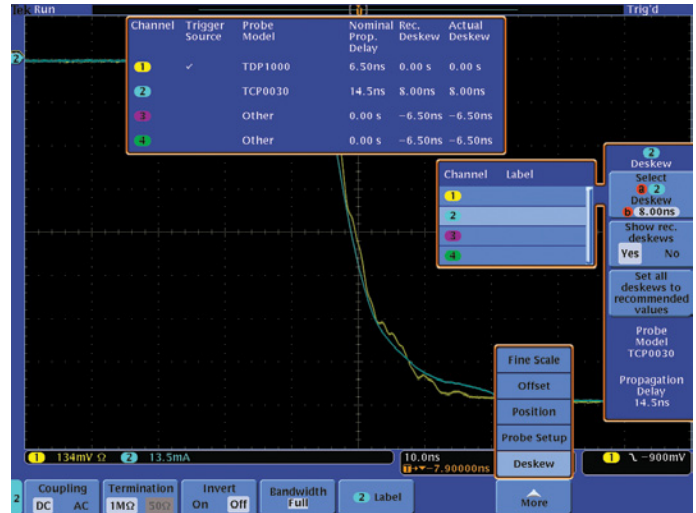 Tek Run Trig'd
Channel Trigger Source Probe Model Nominal Prop. Delay Rec. Deskew Actual Deskew
1 ✓ TDP1000 6.50ns 0.00 s 0.00 s
2 TCP0030 14.5ns 8.00ns 8.00ns
3 Other 0.00 s −6.50ns −6.50ns
4 Other 0.00 s −6.50ns −6.50ns
2
Channel Label
1
2
3
4
2
Deskew
Select
a 2
Deskew
b 8.00ns
Show rec.
deskews
Yes No
Set all
deskews to
recommended
values
Probe
Model
TCP0030
Propagation
Delay
14.5ns
Fine Scale
Offset
Position
Probe Setup
Deskew
More
1 134mV Ω 2 13.5mA
10.0ns
T→▼−7.90000ns
1 −900mV
2
Coupling
DC AC
Termination
1MΩ 50Ω
Invert
On Off
Bandwidth
Full
2 Label